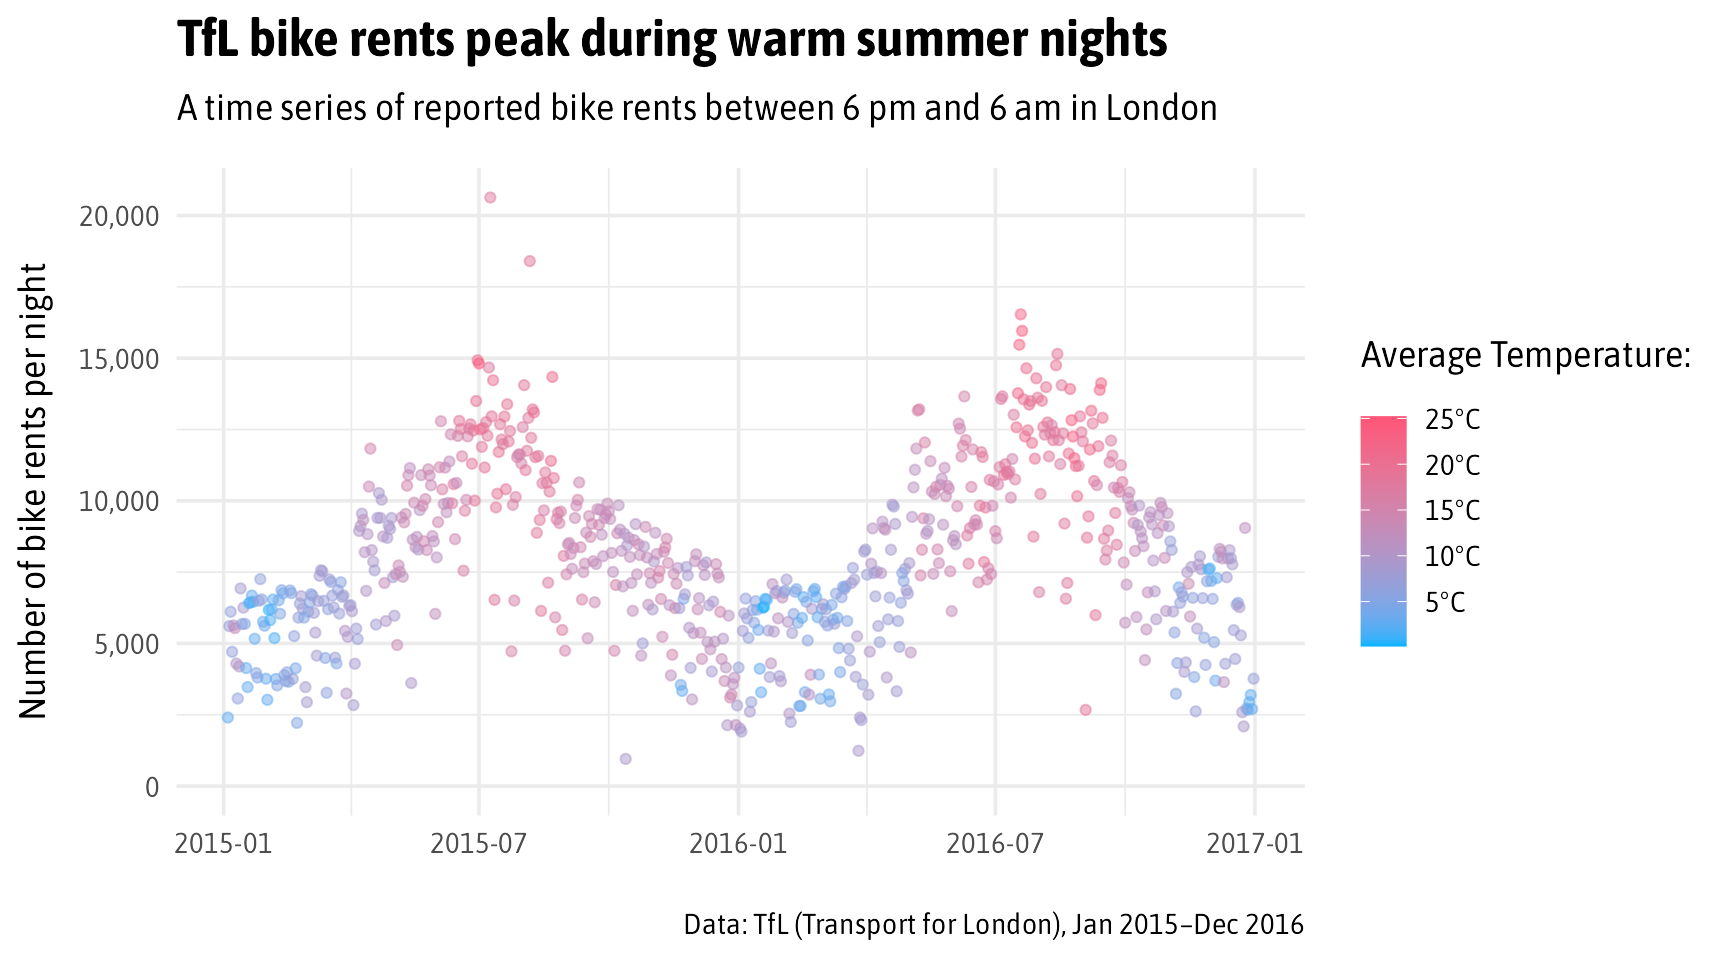 TfL bike rents peak during warm summer nights
A time series of reported bike rents between 6 pm and 6 am in London
Number of bike rents per night
20,000
15,000
10,000
5,000
0
2015-01
2015-07
2016-01
2016-07
2017-01
Average Temperature:
25°C
20°C
15°C
10°C
5°C
Data: TfL (Transport for London), Jan 2015–Dec 2016